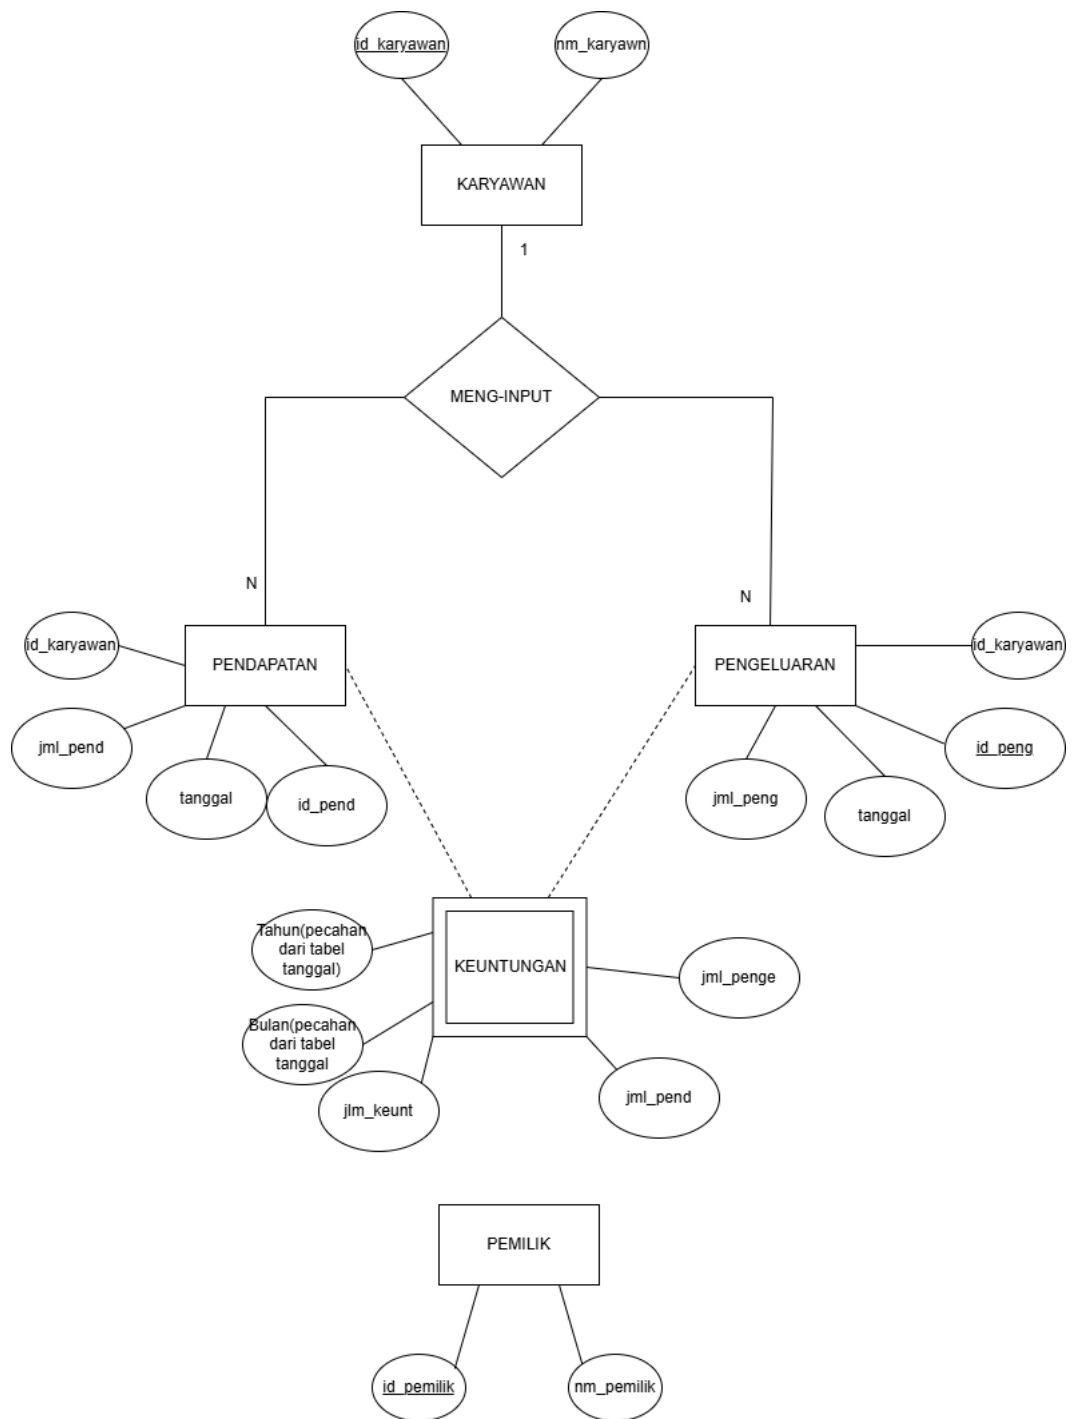 id_karyawan
nm_karyawn
KARYAWAN
1
MENG-INPUT
N
N
id_karyawan
PENDAPATAN
PENGELUARAN
id_karyawan
jml_pend
id_peng
tanggal
id_pend
jml_peng
tanggal
Tahun(pecahan
dari tabel
tanggal)
KEUNTUNGAN
jml_penge
Bulan(pecahan
dari tabel
tanggal
jlm_keunt
jml_pend
PEMILIK
id_pemilik
nm_pemilik